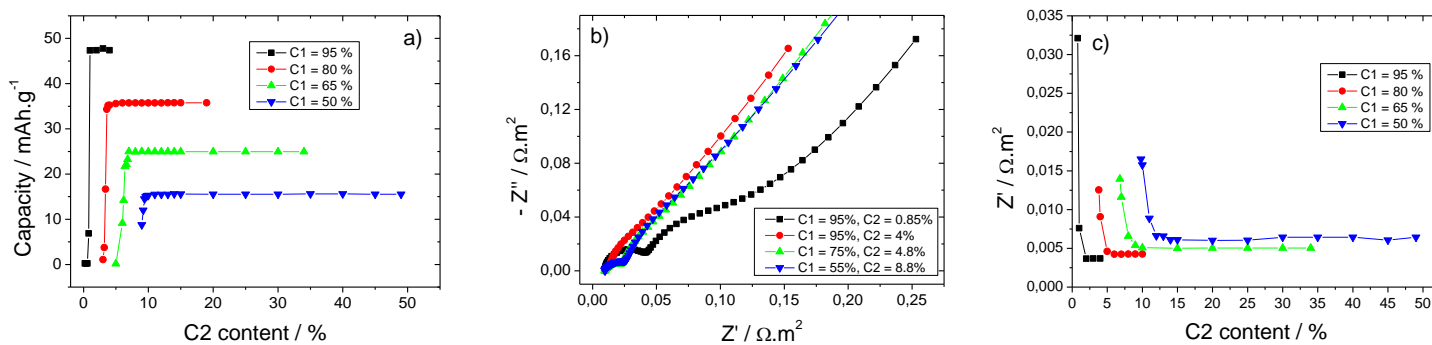 a)
C1 = 95 %
C1 = 80 %
C1 = 65 %
C1 = 50 %
50
40
30
20
10
0
Capacity / mAh.g⁻¹
0 10 20 30 40 50
C2 content / %
b)
0,16
0,12
0,08
0,04
0,00
- Z'' / Ω.m²
C1 = 95%, C2 = 0.85%
C1 = 95%, C2 = 4%
C1 = 75%, C2 = 4.8%
C1 = 55%, C2 = 8.8%
0,00 0,05 0,10 0,15 0,20 0,25
Z' / Ω.m²
c)
0,035
0,030
0,025
0,020
0,015
0,010
0,005
0,000
Z' / Ω.m²
C1 = 95 %
C1 = 80 %
C1 = 65 %
C1 = 50 %
0 5 10 15 20 25 30 35 40 45 50
C2 content / %